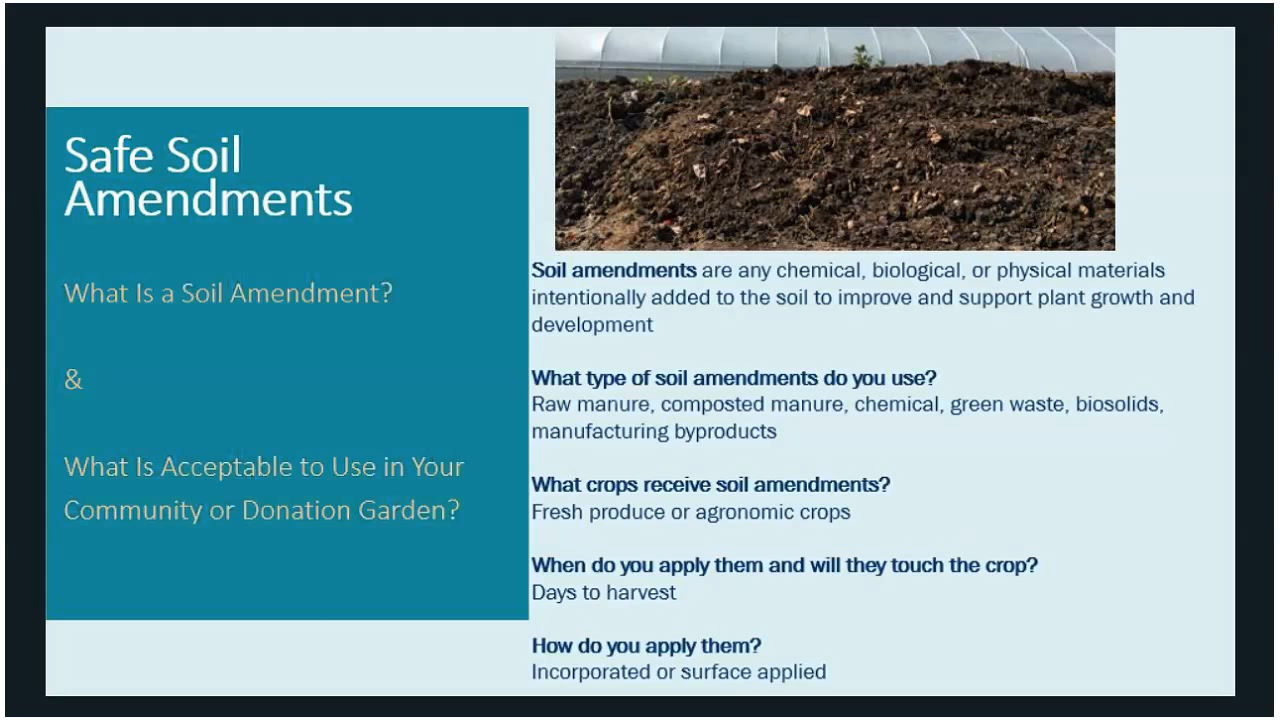 Safe Soil
Amendments
What Is a Soil Amendment?
&
What Is Acceptable to Use in Your
Community or Donation Garden?
Soil amendments are any chemical, biological, or physical materials
intentionally added to the soil to improve and support plant growth and
development
What type of soil amendments do you use?
Raw manure, composted manure, chemical, green waste, biosolids,
manufacturing byproducts
What crops receive soil amendments?
Fresh produce or agronomic crops
When do you apply them and will they touch the crop?
Days to harvest
How do you apply them?
Incorporated or surface applied